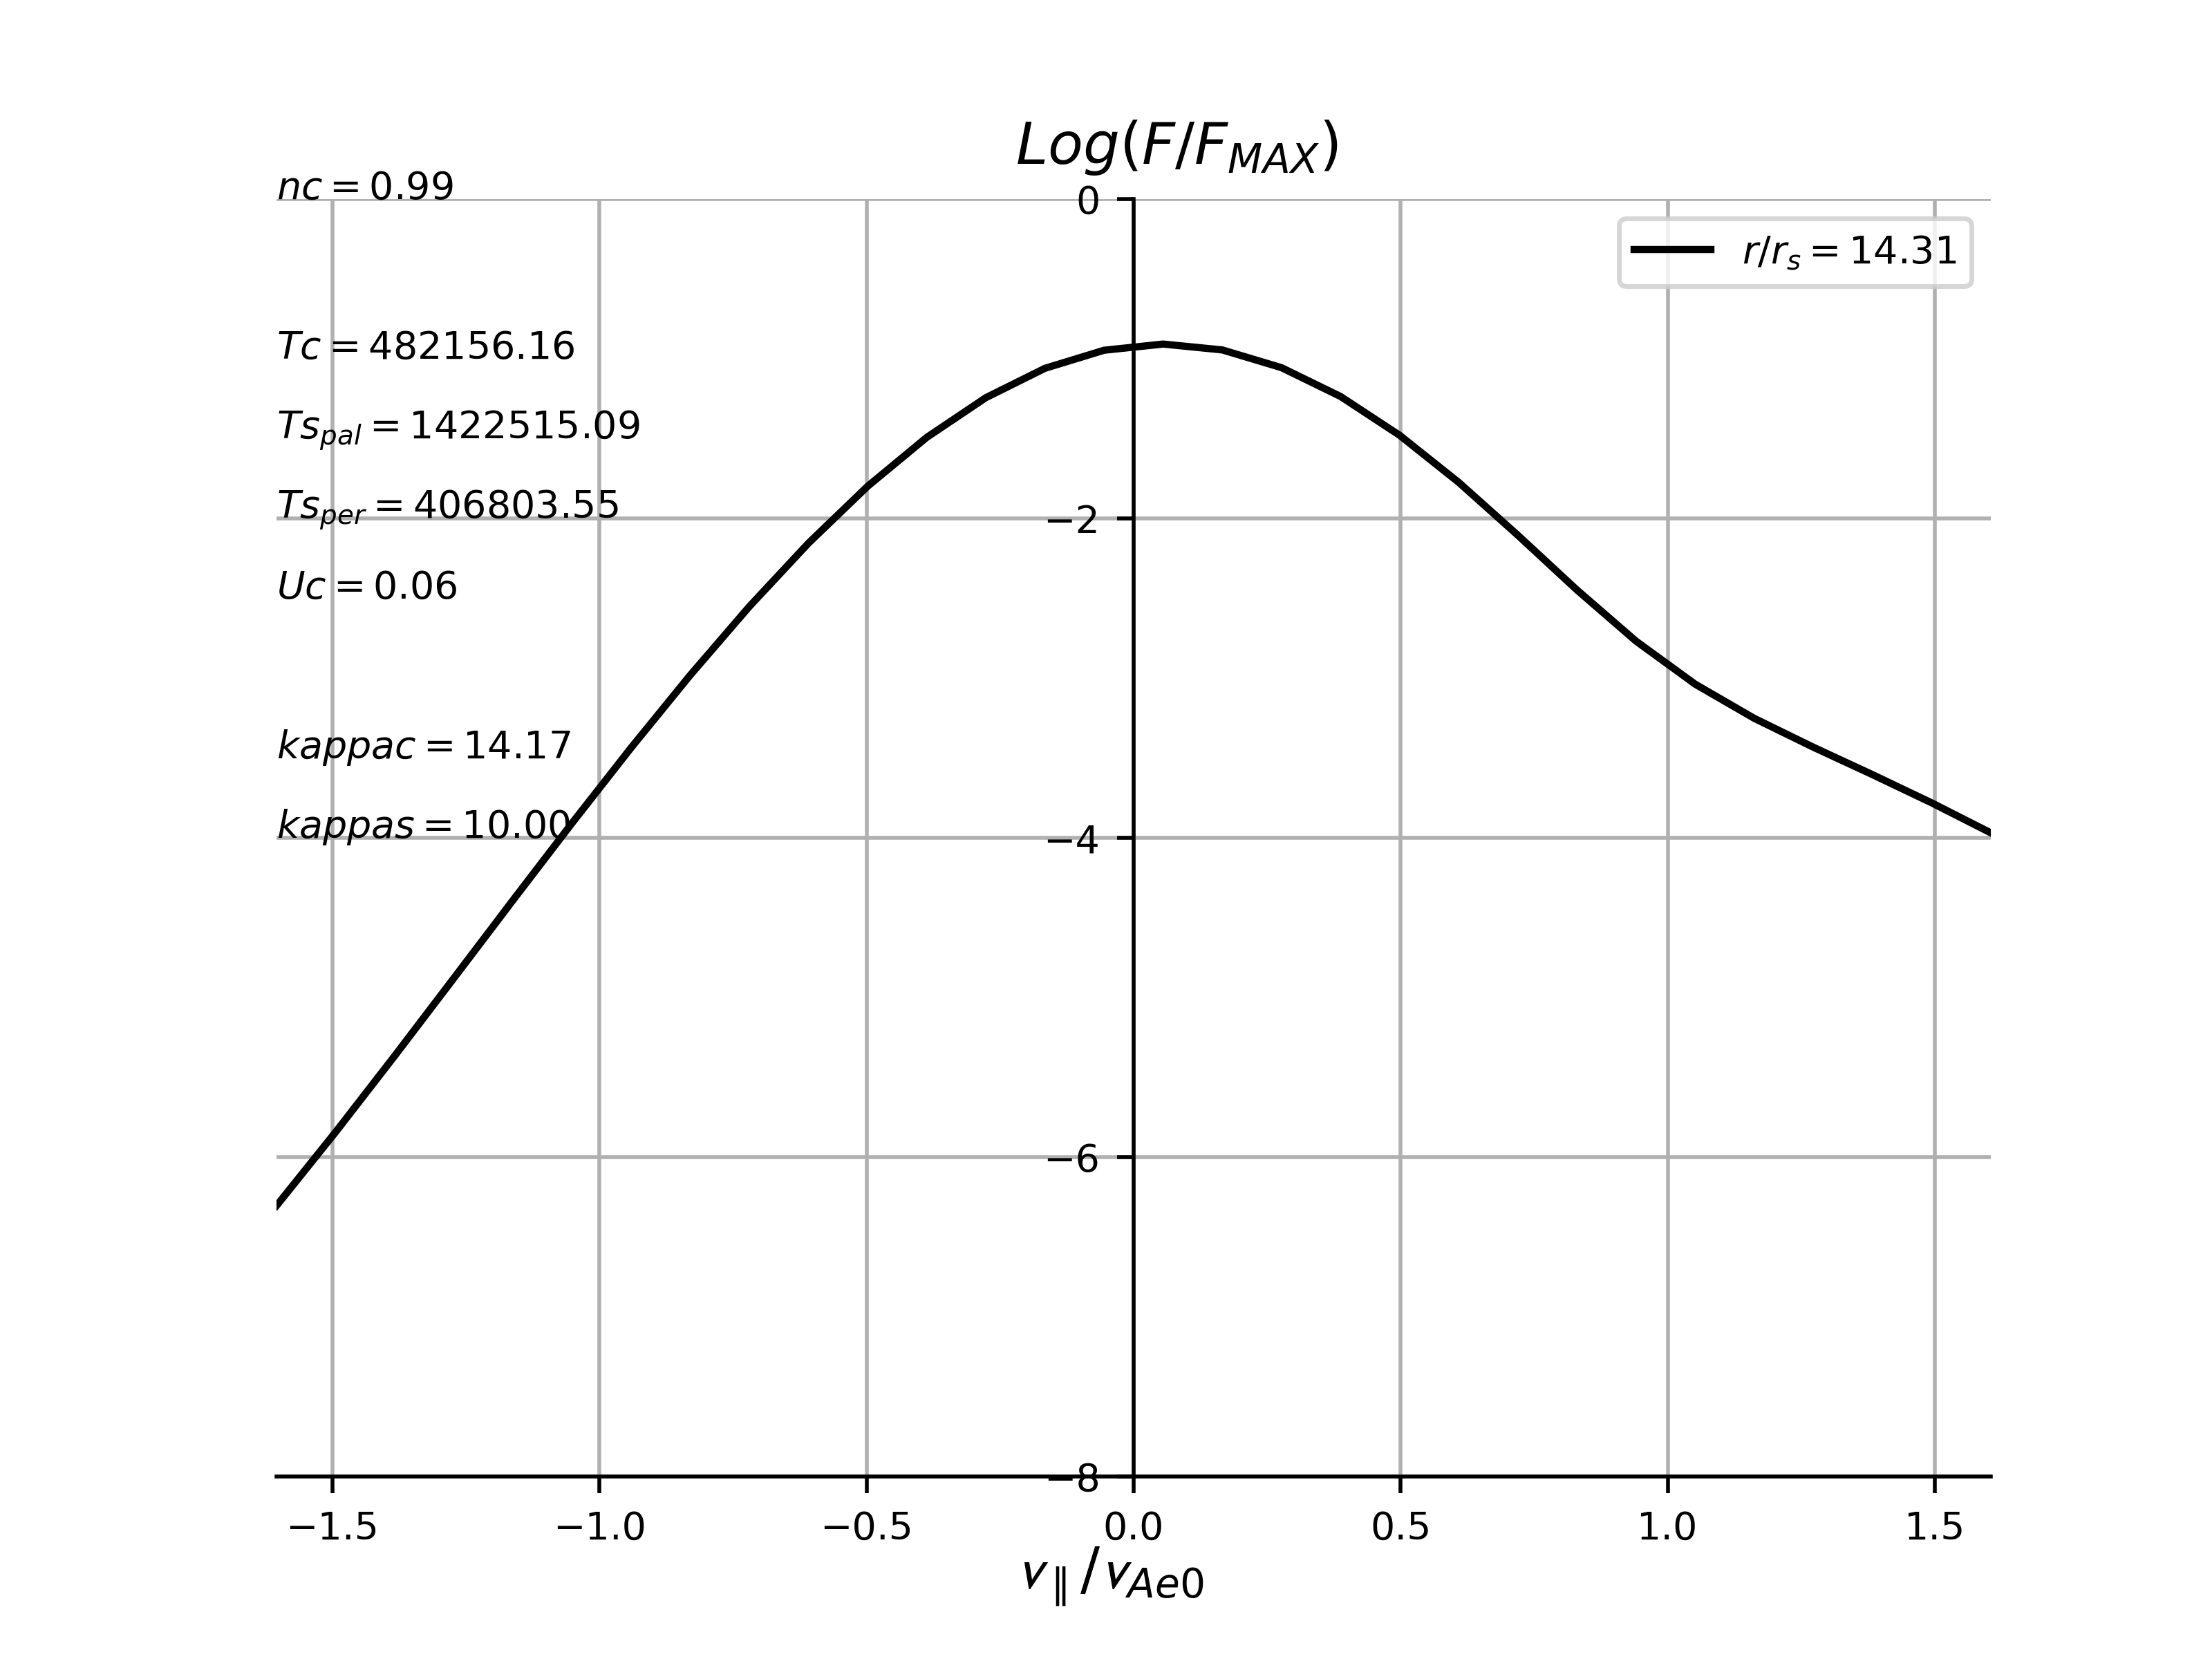 Log(F/F_MAX)
nc = 0.99
0
r/r_s = 14.31
Tc = 482156.16
Ts_pal = 1422515.09
Ts_per = 406803.55
−2
Uc = 0.06
kappac = 14.17
kappas = 10.00
−4
−6
−8
−1.5 −1.0 −0.5 0.0 0.5 1.0 1.5
v_∥/v_Ae0